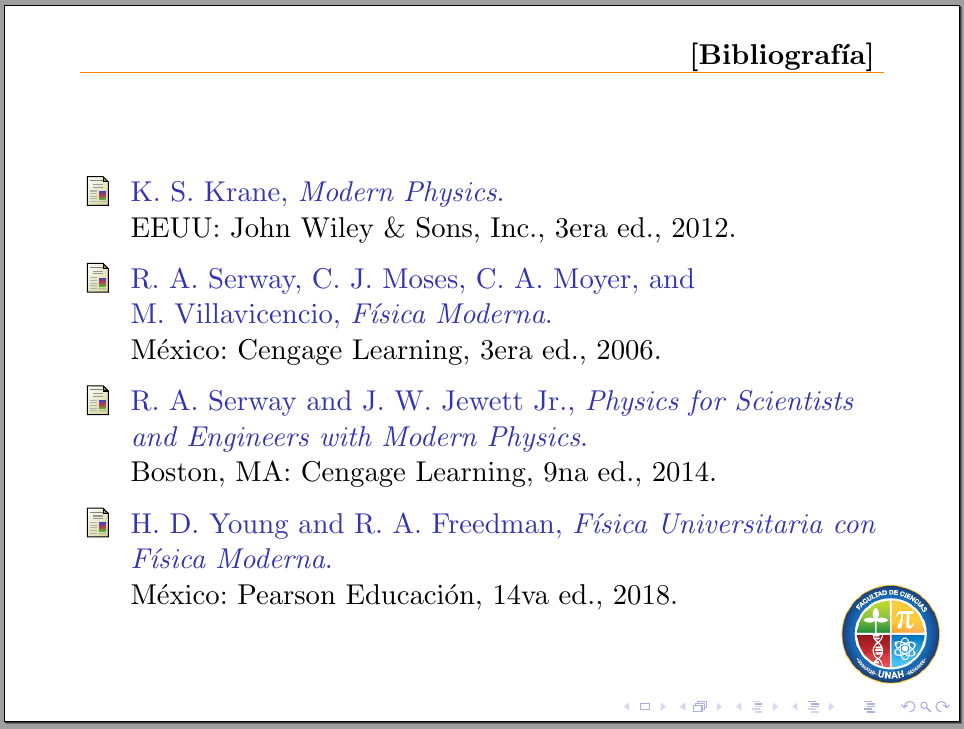 [Bibliografía]
K. S. Krane, Modern Physics.
EEUU: John Wiley & Sons, Inc., 3era ed., 2012.
R. A. Serway, C. J. Moses, C. A. Moyer, and
M. Villavicencio, Física Moderna.
México: Cengage Learning, 3era ed., 2006.
R. A. Serway and J. W. Jewett Jr., Physics for Scientists
and Engineers with Modern Physics.
Boston, MA: Cengage Learning, 9na ed., 2014.
H. D. Young and R. A. Freedman, Física Universitaria con
Física Moderna.
México: Pearson Educación, 14va ed., 2018.
FACULTAD DE CIENCIAS
π
UNAH